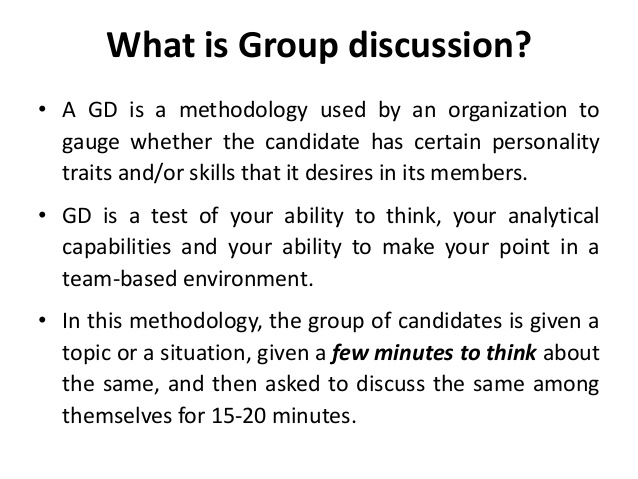 What is Group discussion?
• A GD is a methodology used by an organization to
gauge whether the candidate has certain personality
traits and/or skills that it desires in its members.
• GD is a test of your ability to think, your analytical
capabilities and your ability to make your point in a
team-based environment.
• In this methodology, the group of candidates is given a
topic or a situation, given a few minutes to think about
the same, and then asked to discuss the same among
themselves for 15-20 minutes.